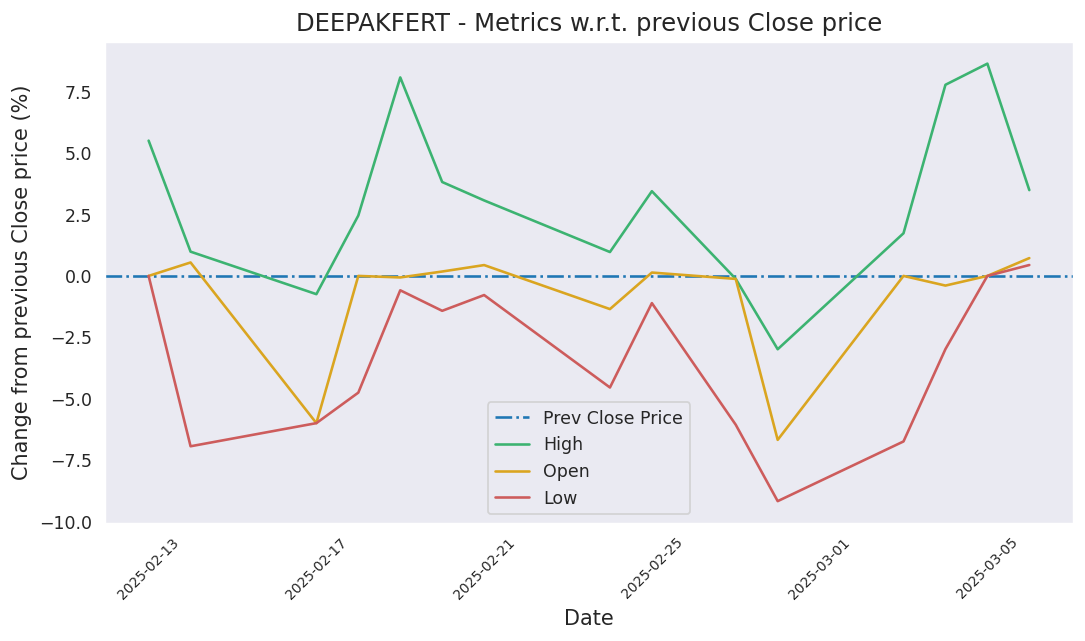 DEEPAKFERT - Metrics w.r.t. previous Close price
Change from previous Close price (%)
7.5
5.0
2.5
0.0
−2.5
−5.0
−7.5
−10.0
Prev Close Price
High
Open
Low
2025-02-13
2025-02-17
2025-02-21
2025-02-25
2025-03-01
2025-03-05
Date